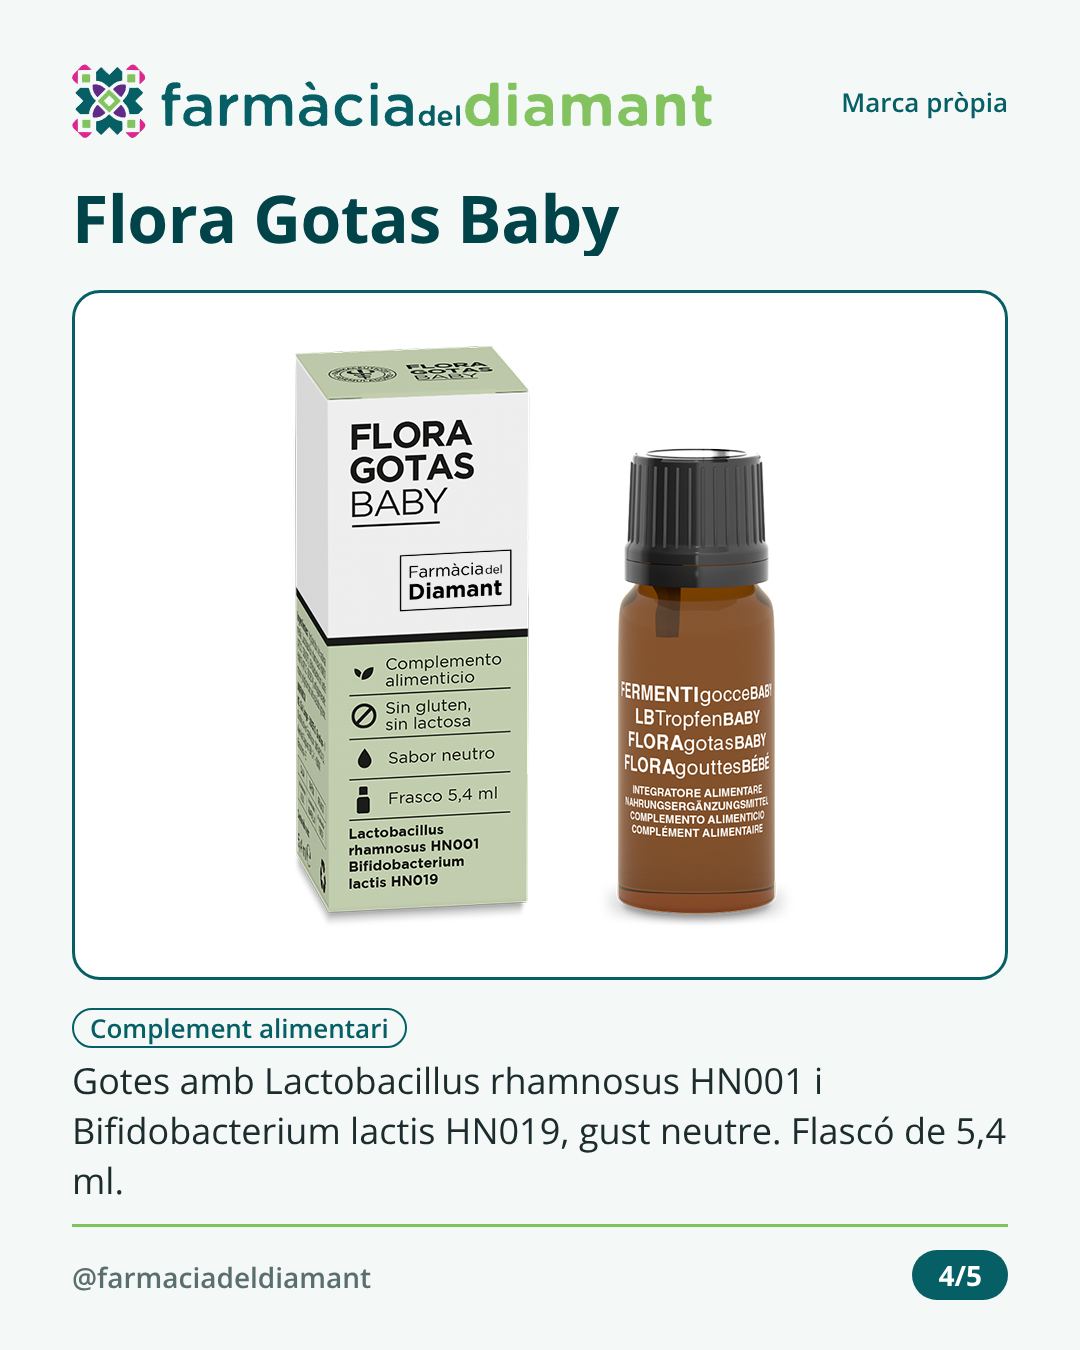 farmàciadeldiamant
Marca pròpia
Flora Gotas Baby
FLORA
GOTAS
BABY
FLORA
GOTAS
BABY
Farmàciadel
Diamant
Complemento
alimenticio
Sin gluten,
sin lactosa
Sabor neutro
Frasco 5,4 ml
Lactobacillus
rhamnosus HN001
Bifidobacterium
lactis HN019
FERMENTIgocceBABY
LBTropfenBABY
FLORAgotasBABY
FLORAgouttesBÉBÉ
INTEGRATORE ALIMENTARE
NAHRUNGSERGÄNZUNGSMITTEL
COMPLEMENTO ALIMENTICIO
COMPLÉMENT ALIMENTAIRE
Complement alimentari
Gotes amb Lactobacillus rhamnosus HN001 i
Bifidobacterium lactis HN019, gust neutre. Flascó de 5,4
ml.
@farmaciadeldiamant
4/5